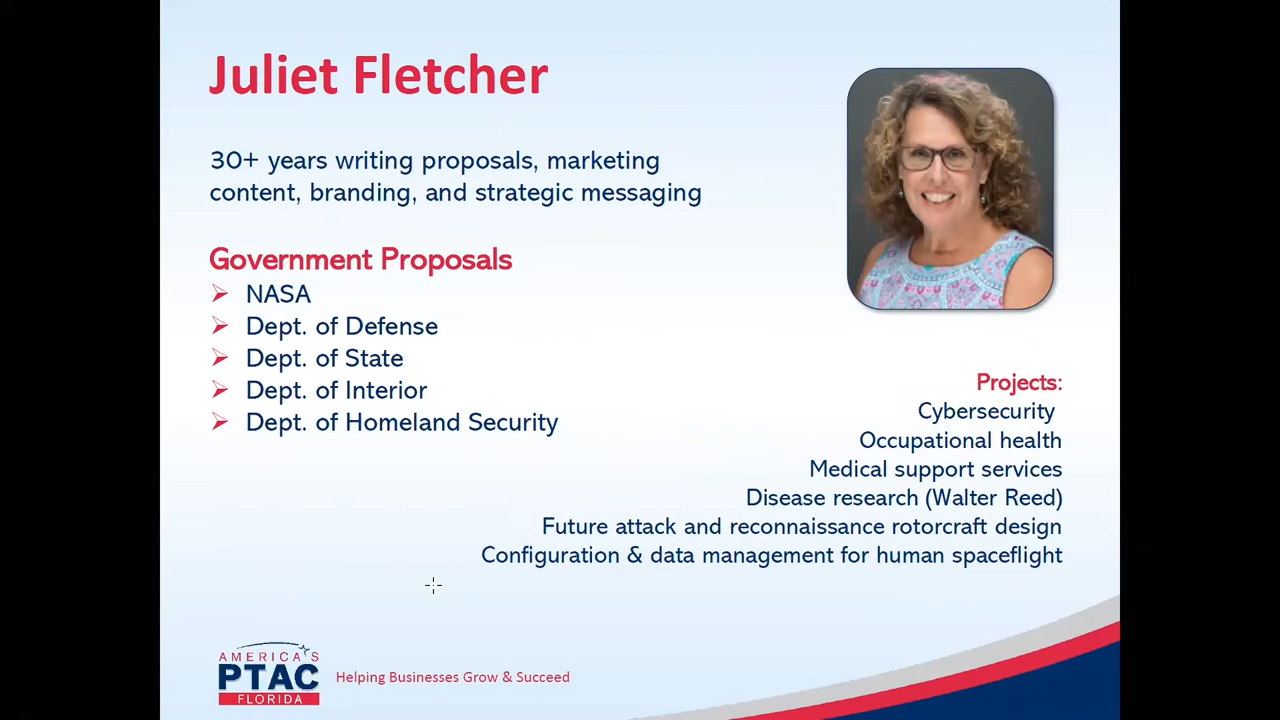 Juliet Fletcher
30+ years writing proposals, marketing
content, branding, and strategic messaging
Government Proposals
NASA
Dept. of Defense
Dept. of State
Dept. of Interior
Dept. of Homeland Security
Projects:
Cybersecurity
Occupational health
Medical support services
Disease research (Walter Reed)
Future attack and reconnaissance rotorcraft design
Configuration & data management for human spaceflight
AMERICA'S
PTAC
FLORIDA
Helping Businesses Grow & Succeed